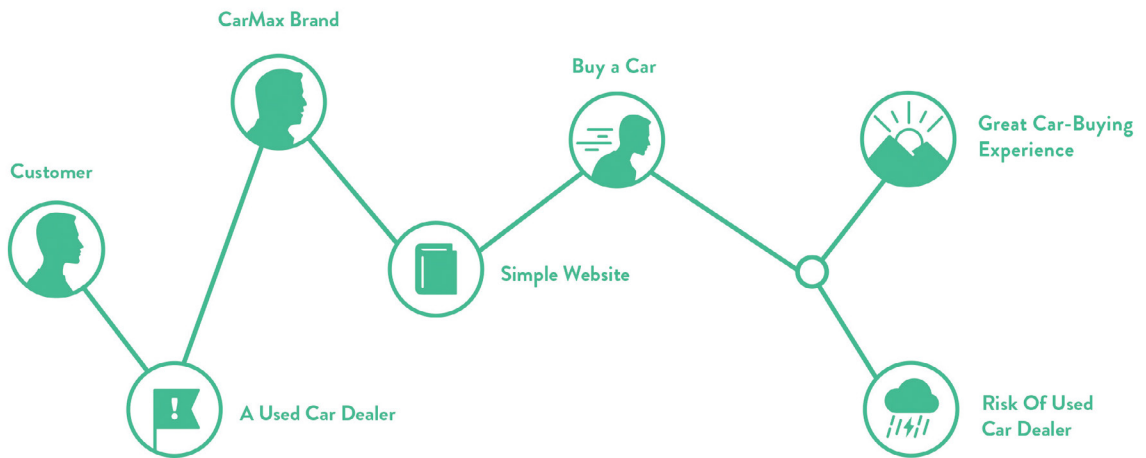 CarMax Brand
Buy a Car
Great Car-Buying
Experience
Customer
Simple Website
A Used Car Dealer
!
Risk Of Used
Car Dealer